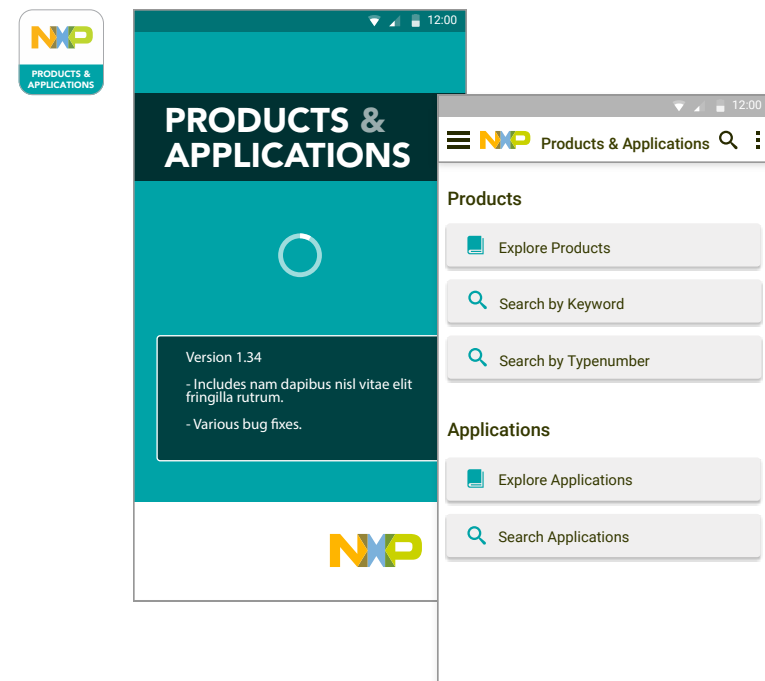 NXP
PRODUCTS &
APPLICATIONS
12:00
PRODUCTS &
APPLICATIONS
Version 1.34
- Includes nam dapibus nisl vitae elit
fringilla rutrum.
- Various bug fixes.
NXP
12:00
NXP Products & Applications
Products
Explore Products
Search by Keyword
Search by Typenumber
Applications
Explore Applications
Search Applications